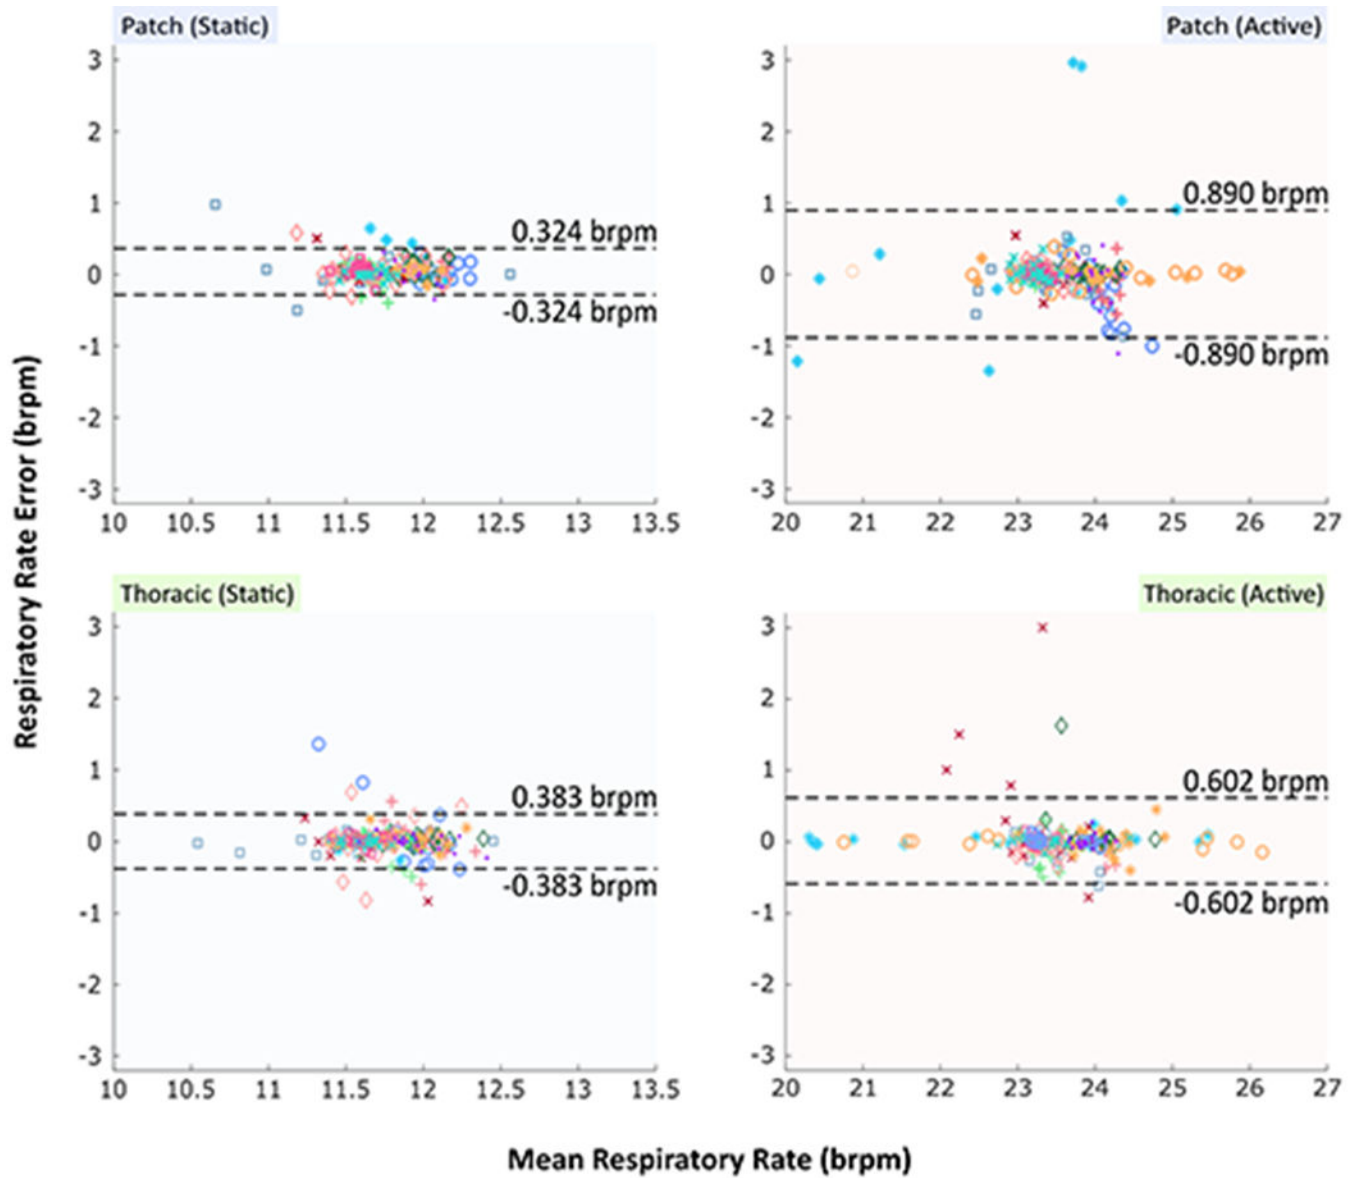 Patch (Static)
3
2
1
0
-1
-2
-3
0.324 brpm
-0.324 brpm
10 10.5 11 11.5 12 12.5 13 13.5
Patch (Active)
3
2
1
0
-1
-2
-3
0.890 brpm
-0.890 brpm
20 21 22 23 24 25 26 27
Respiratory Rate Error (brpm)
Thoracic (Static)
3
2
1
0
-1
-2
-3
0.383 brpm
-0.383 brpm
10 10.5 11 11.5 12 12.5 13 13.5
Thoracic (Active)
3
2
1
0
-1
-2
-3
0.602 brpm
-0.602 brpm
20 21 22 23 24 25 26 27
Mean Respiratory Rate (brpm)